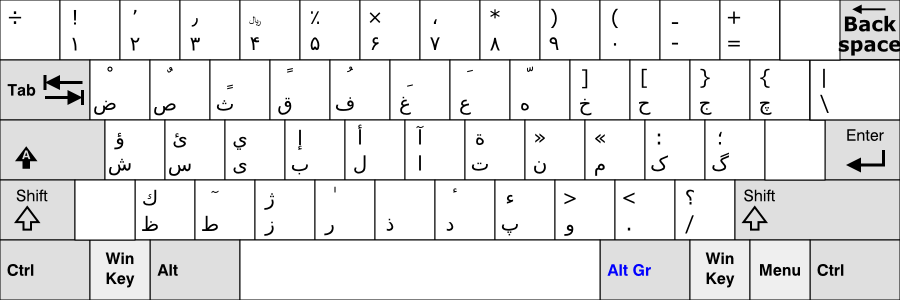 ÷ ! ٬ ٫ ﷼ ٪ × ، * ) ( - +
۱ ۲ ۳ ۴ ۵ ۶ ۷ ۸ ۹ ۰ - = Back space
Tab ْ ٌ ٍ ً ُ ِ َ ّ ] [ } { |
ض ص ث ق ف غ ع ه خ ح ج چ \
A ؤ ئ ي إ أ آ ة » « : ؛ Enter
ش س ی ب ل ا ت ن م ک گ
Shift ك ٓ ژ ٰ ٔ ء > < ؟ Shift
ظ ط ز ر ذ د پ و . /
Ctrl Win Key Alt Alt Gr Win Key Menu Ctrl